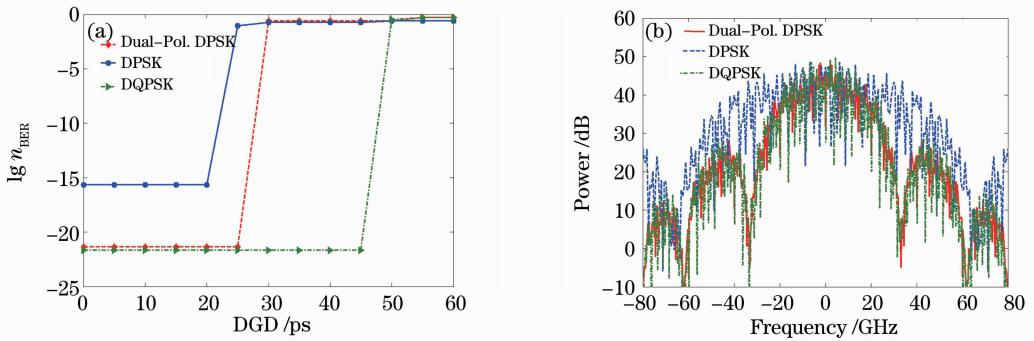 (a)
Dual-Pol. DPSK
DPSK
DQPSK
0
-5
-10
-15
-20
-25
lg nBER
0 10 20 30 40 50 60
DGD /ps
(b)
Dual-Pol. DPSK
DPSK
DQPSK
60
50
40
30
20
10
0
-10
Power /dB
-80 -60 -40 -20 0 20 40 60 80
Frequency /GHz